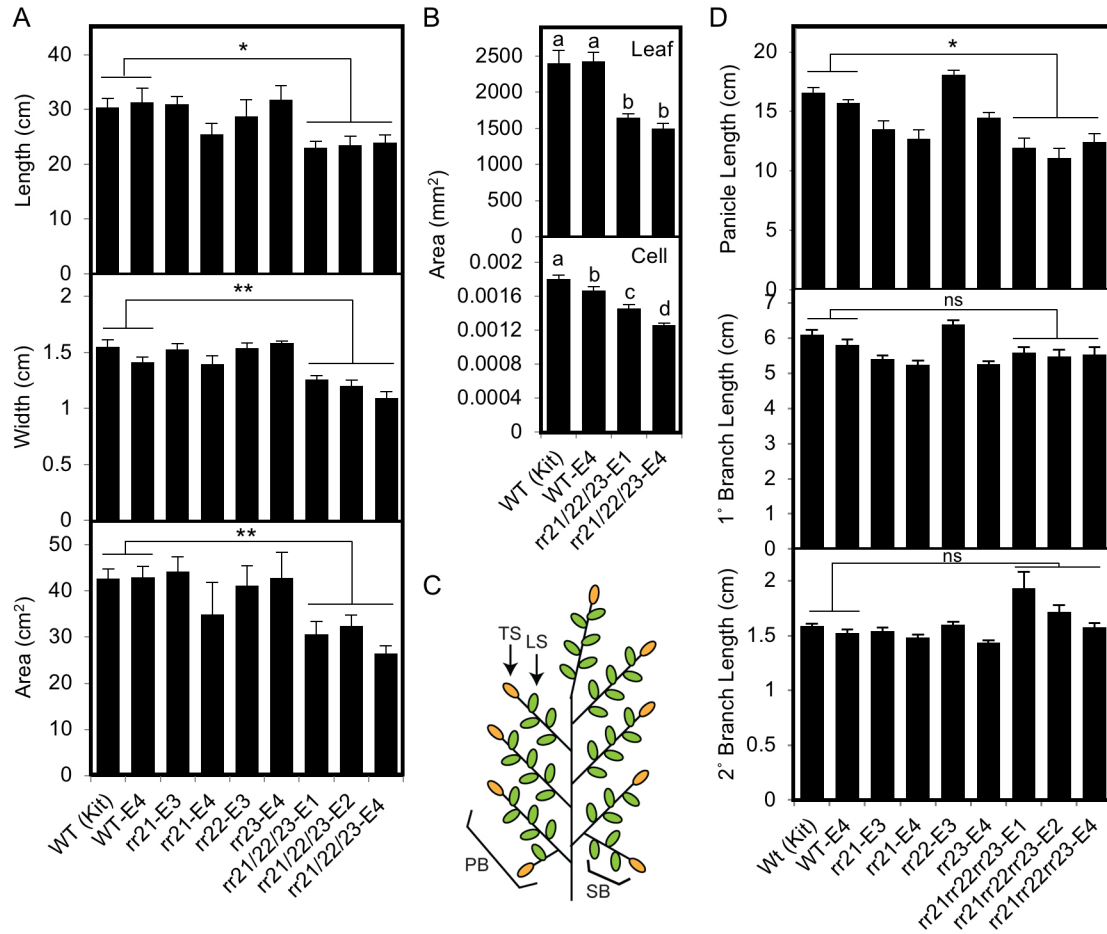 A
Length (cm)
40
30
20
10
0
*
Width (cm)
2
1.5
1
0.5
0
**
Area (cm2)
50
40
30
20
10
0
**
WT (Kit)
WT-E4
rr21-E3
rr21-E4
rr22-E3
rr23-E4
rr21/22/23-E1
rr21/22/23-E2
rr21/22/23-E4
B
Area (mm2)
Leaf
2500
2000
1500
1000
500
0
a a b b
Cell
0.002
0.0016
0.0012
0.0008
0.0004
0
a b c d
WT (Kit)
WT-E4
rr21/22/23-E1
rr21/22/23-E4
C
TS
LS
PB
SB
D
Panicle Length (cm)
20
15
10
5
0
*
1˚ Branch Length (cm)
7
6
5
4
3
2
1
0
ns
2˚ Branch Length (cm)
2
1.5
1
0.5
0
ns
Wt (Kit)
WT-E4
rr21-E3
rr21-E4
rr22-E3
rr23-E4
rr21rr22rr23-E1
rr21rr22rr23-E2
rr21rr22rr23-E4